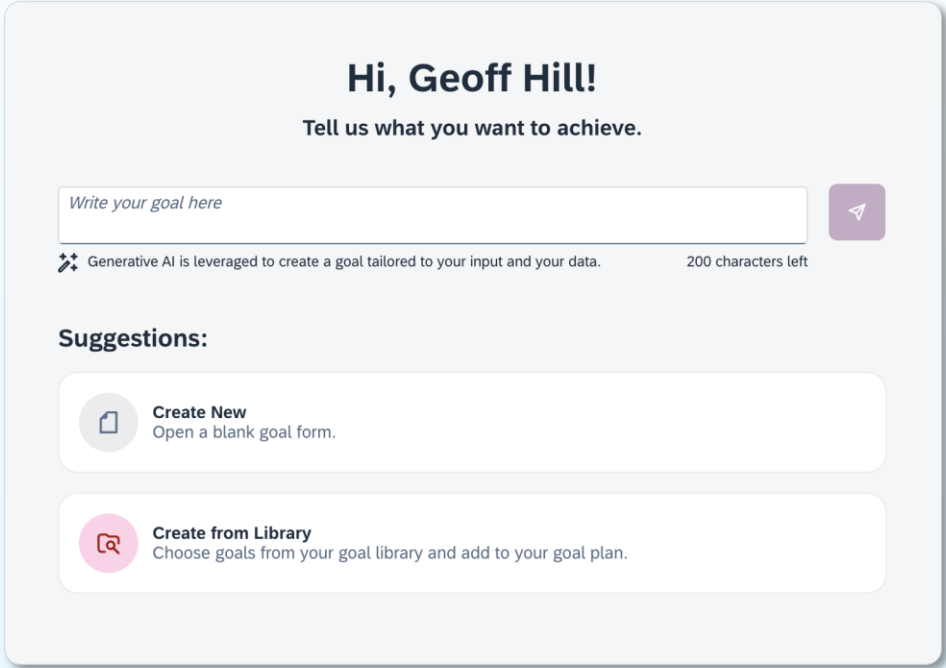 Hi, Geoff Hill!
Tell us what you want to achieve.
Write your goal here
Generative AI is leveraged to create a goal tailored to your input and your data.
200 characters left
Suggestions:
Create New
Open a blank goal form.
Create from Library
Choose goals from your goal library and add to your goal plan.